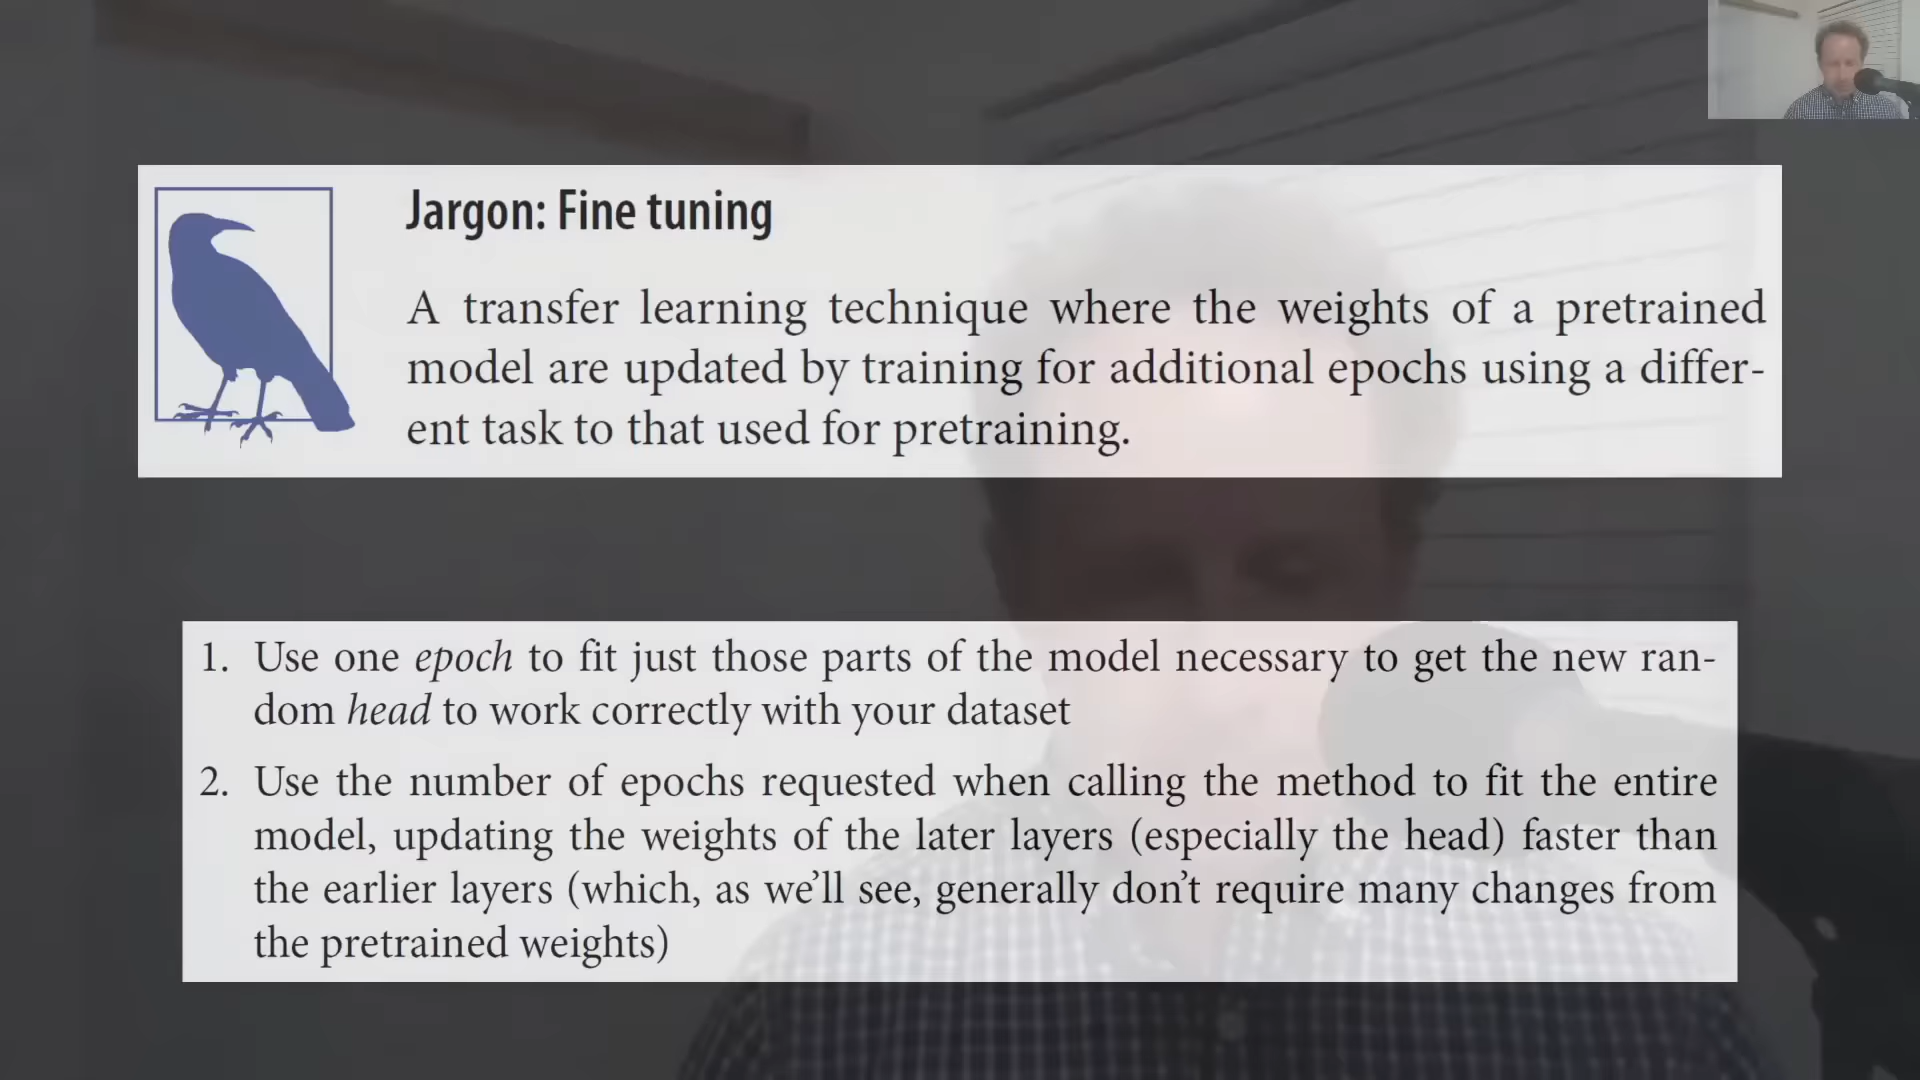 Jargon: Fine tuning
A transfer learning technique where the weights of a pretrained
model are updated by training for additional epochs using a differ-
ent task to that used for pretraining.
1. Use one epoch to fit just those parts of the model necessary to get the new ran-
dom head to work correctly with your dataset
2. Use the number of epochs requested when calling the method to fit the entire
model, updating the weights of the later layers (especially the head) faster than
the earlier layers (which, as we’ll see, generally don’t require many changes from
the pretrained weights)